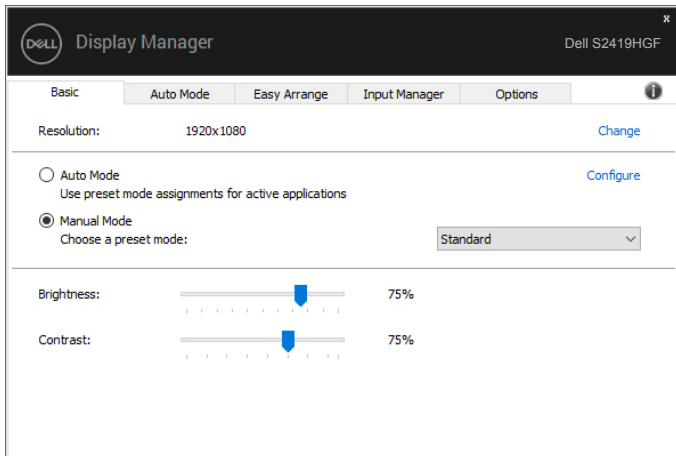 x
DELL Display Manager Dell S2419HGF
Basic Auto Mode Easy Arrange Input Manager Options i
Resolution: 1920x1080 Change
Auto Mode Configure
Use preset mode assignments for active applications
Manual Mode
Choose a preset mode: Standard
Brightness: 75%
Contrast: 75%